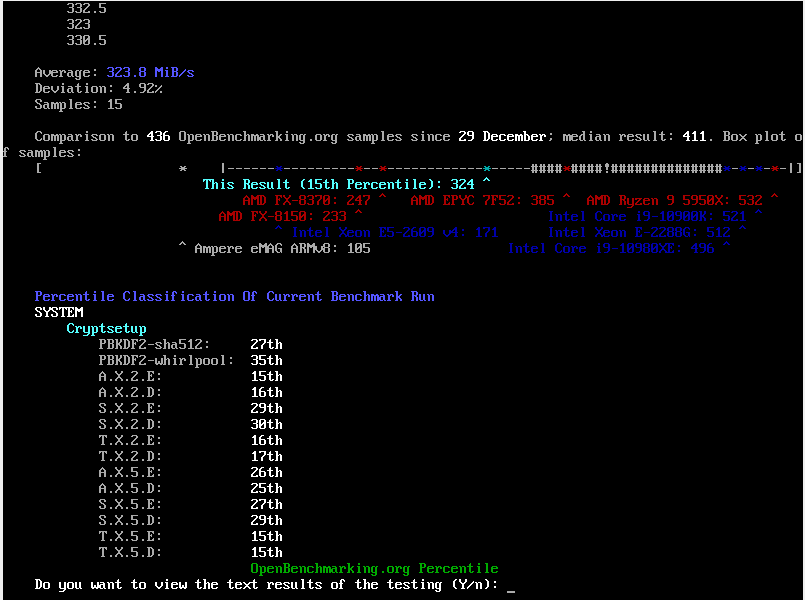 332.5
323
330.5
Average: 323.8 MiB/s
Deviation: 4.92%
Samples: 15
Comparison to 436 OpenBenchmarking.org samples since 29 December; median result: 411. Box plot o
f samples:
[                 *    |------*---------*--*------------*-----####*####!##############*-*-*-*-|]
This Result (15th Percentile): 324 ^
AMD FX-8370: 247 ^   AMD EPYC 7F52: 385 ^  AMD Ryzen 9 5950X: 532 ^
AMD FX-8150: 233 ^                       Intel Core i9-10900K: 521 ^
^ Intel Xeon E5-2609 v4: 171      Intel Xeon E-2288G: 512 ^
^ Ampere eMAG ARMv8: 105                 Intel Core i9-10980XE: 496 ^
Percentile Classification Of Current Benchmark Run
SYSTEM
Cryptsetup
PBKDF2-sha512:     27th
PBKDF2-whirlpool:  35th
A.X.2.E:           15th
A.X.2.D:           16th
S.X.2.E:           29th
S.X.2.D:           30th
T.X.2.E:           16th
T.X.2.D:           17th
A.X.5.E:           26th
A.X.5.D:           25th
S.X.5.E:           27th
S.X.5.D:           29th
T.X.5.E:           15th
T.X.5.D:           15th
OpenBenchmarking.org Percentile
Do you want to view the text results of the testing (Y/n): _